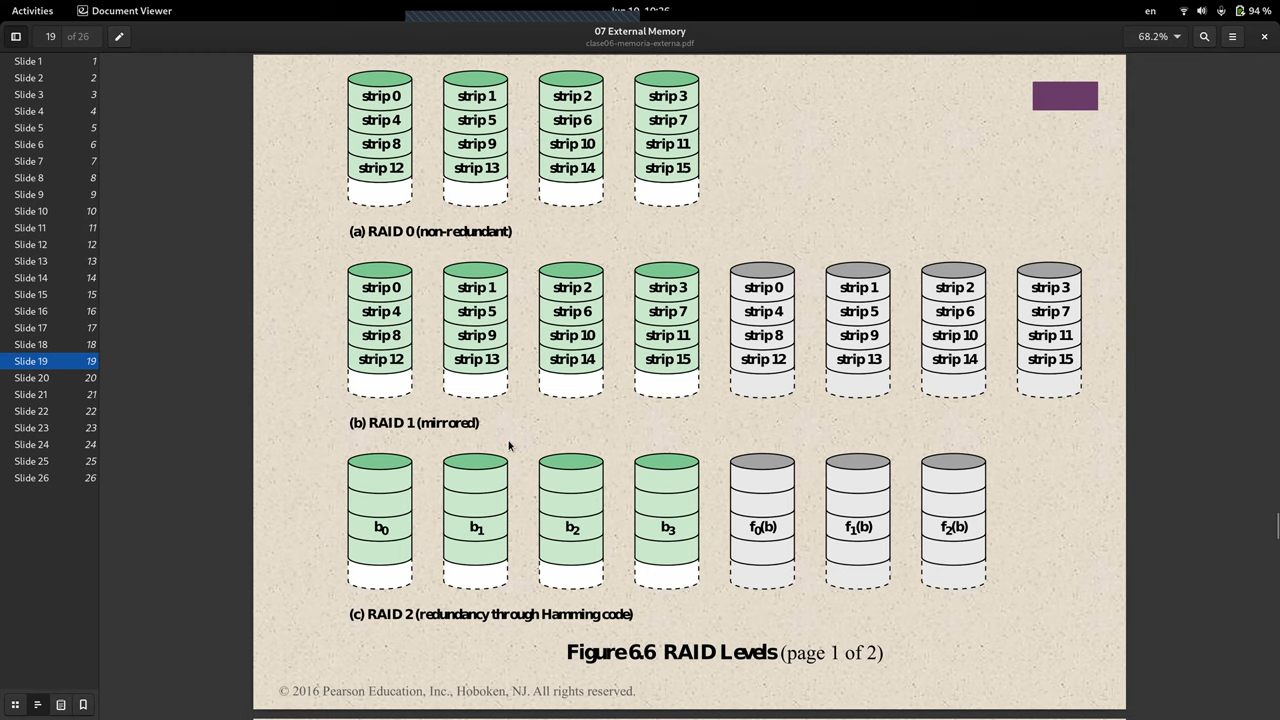 Activities Document Viewer Jun 10, 10:26 en 94 %
19 of 26 07 External Memory 68.2%
clase06-memoria-externa.pdf
Slide 1 1
Slide 2 2
Slide 3 3
Slide 4 4
Slide 5 5
Slide 6 6
Slide 7 7
Slide 8 8
Slide 9 9
Slide 10 10
Slide 11 11
Slide 12 12
Slide 13 13
Slide 14 14
Slide 15 15
Slide 16 16
Slide 17 17
Slide 18 18
Slide 19 19
Slide 20 20
Slide 21 21
Slide 22 22
Slide 23 23
Slide 24 24
Slide 25 25
Slide 26 26
strip 0 strip 1 strip 2 strip 3
strip 4 strip 5 strip 6 strip 7
strip 8 strip 9 strip 10 strip 11
strip 12 strip 13 strip 14 strip 15
(a) RAID 0 (non-redundant)
strip 0 strip 1 strip 2 strip 3 strip 0 strip 1 strip 2 strip 3
strip 4 strip 5 strip 6 strip 7 strip 4 strip 5 strip 6 strip 7
strip 8 strip 9 strip 10 strip 11 strip 8 strip 9 strip 10 strip 11
strip 12 strip 13 strip 14 strip 15 strip 12 strip 13 strip 14 strip 15
(b) RAID 1 (mirrored)
b0 b1 b2 b3 f0(b) f1(b) f2(b)
(c) RAID 2 (redundancy through Hamming code)
Figure 6.6 RAID Levels (page 1 of 2)
© 2016 Pearson Education, Inc., Hoboken, NJ. All rights reserved.